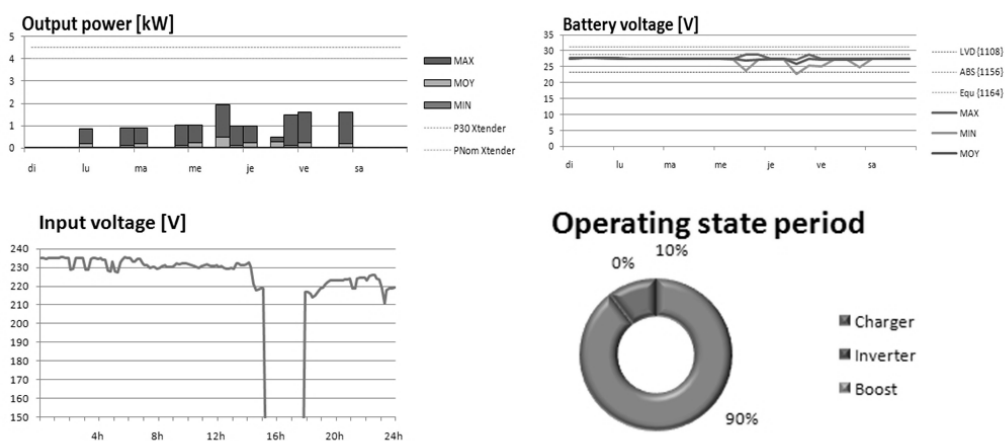 Output power [kW]
5
4
3
2
1
0
di lu ma me je ve sa
MAX
MOY
MIN
P30 Xtender
PNom Xtender
Battery voltage [V]
35
30
25
20
15
10
5
0
di lu ma me je ve sa
LVD {1108}
ABS {1156}
Equ {1164}
MAX
MIN
MOY
Input voltage [V]
240
230
220
210
200
190
180
170
160
150
4h 8h 12h 16h 20h 24h
Operating state period
0% 10%
90%
Charger
Inverter
Boost